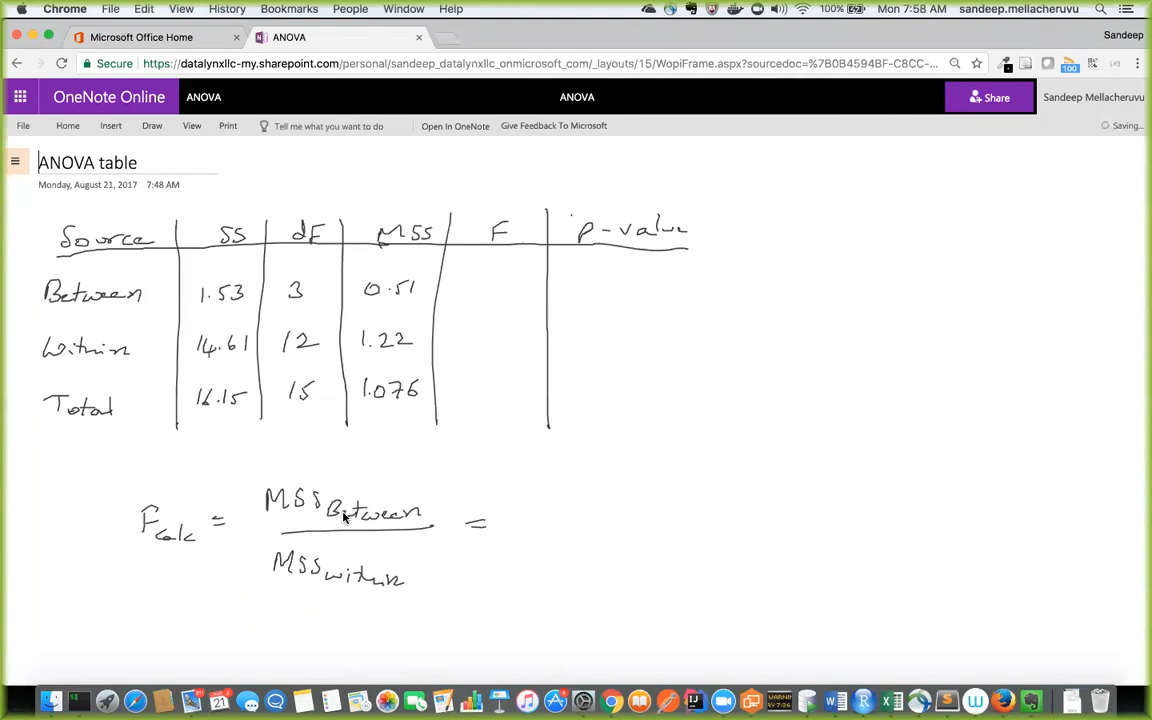 Chrome File Edit View History Bookmarks People Window Help 100% Mon 7:58 AM sandeep.mellacheruvu
Microsoft Office Home × ANOVA × Sandeep
Secure https://datalynxllc-my.sharepoint.com/personal/sandeep_datalynxllc_onmicrosoft_com/_layouts/15/WopiFrame.aspx?sourcedoc=%7B0B4594BF-C8CC-... 100
OneNote Online ANOVA ANOVA Share Sandeep Mellacheruvu
File Home Insert Draw View Print Tell me what you want to do Open In OneNote Give Feedback To Microsoft Saving...
ANOVA table
Monday, August 21, 2017 7:48 AM
Source SS df MSS F p-value
Between 1.53 3 0.51
Within 14.61 12 1.22
Total 16.15 15 1.076
Fcalc = MSS Between =
MSS within